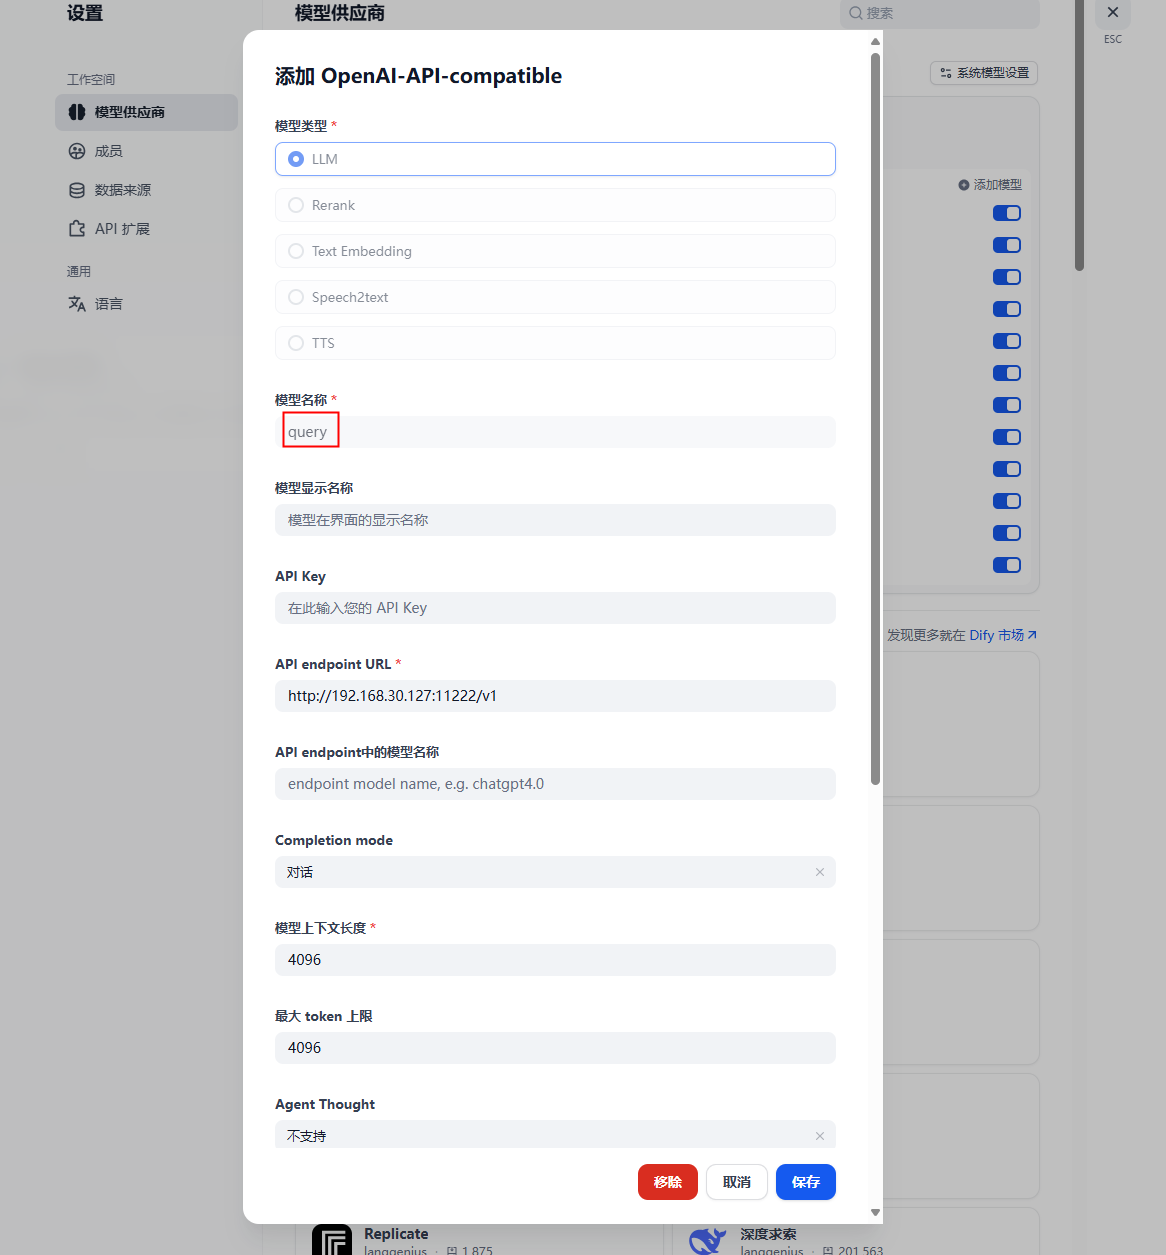 设置
模型供应商
搜索
ESC
工作空间
模型供应商
成员
数据来源
API 扩展
通用
语言
系统模型设置
添加模型
发现更多就在 Dify 市场
添加 OpenAI-API-compatible
模型类型 *
LLM
Rerank
Text Embedding
Speech2text
TTS
模型名称 *
query
模型显示名称
模型在界面的显示名称
API Key
在此输入您的 API Key
API endpoint URL *
http://192.168.30.127:11222/v1
API endpoint中的模型名称
endpoint model name, e.g. chatgpt4.0
Completion mode
对话
模型上下文长度 *
4096
最大 token 上限
4096
Agent Thought
不支持
移除
取消
保存
Replicate
langgenius · 1,875
深度求索
langgenius · 201,563